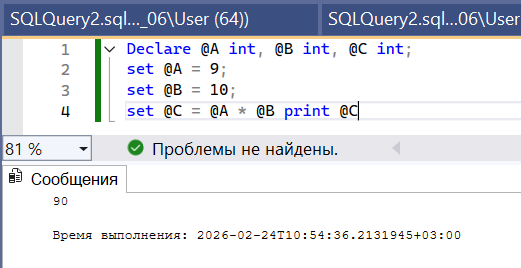 SQLQuery2.sql..._06\User (64))
SQLQuery2.sql...06\User
1 Declare @A int, @B int, @C int;
2 set @A = 9;
3 set @B = 10;
4 set @C = @A * @B print @C
81 % Проблемы не найдены.
Сообщения
90
Время выполнения: 2026-02-24T10:54:36.2131945+03:00